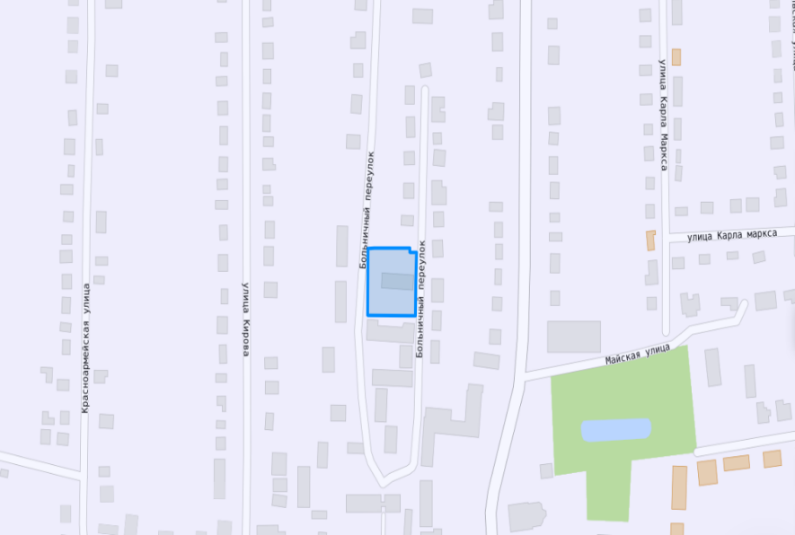 улица Карла Маркса
Больничный переулок
улица Карла маркса
Больничный переулок
Красноармейская улица
улица Кирова
Майская улица